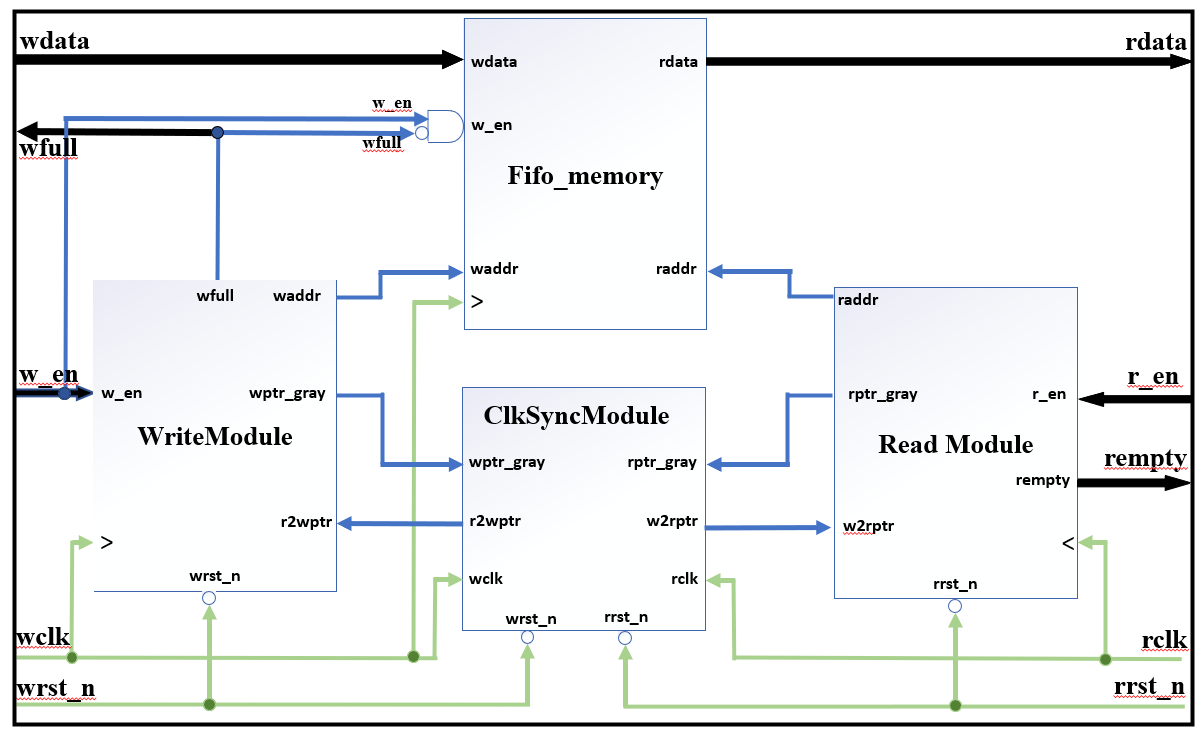 wdata
rdata
wdata
rdata
w_en
w_en
wfull
wfull
Fifo_memory
waddr
raddr
>
wfull
waddr
raddr
w_en
w_en
wptr_gray
ClkSyncModule
rptr_gray
r_en
r_en
WriteModule
Read Module
wptr_gray
rptr_gray
rempty
rempty
r2wptr
r2wptr
w2rptr
w2rptr
>
<
wclk
rclk
wrst_n
wrst_n
rrst_n
rrst_n
wclk
rclk
wrst_n
rrst_n